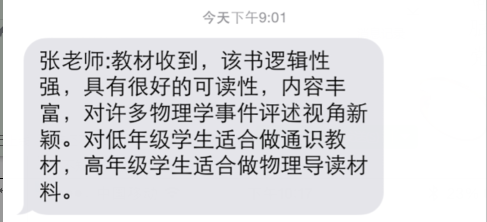 今天下午9:01
张老师:教材收到，该书逻辑性
强，具有很好的可读性，内容丰
富，对许多物理学事件评述视角新
颖。对低年级学生适合做通识教
材，高年级学生适合做物理导读材
料。